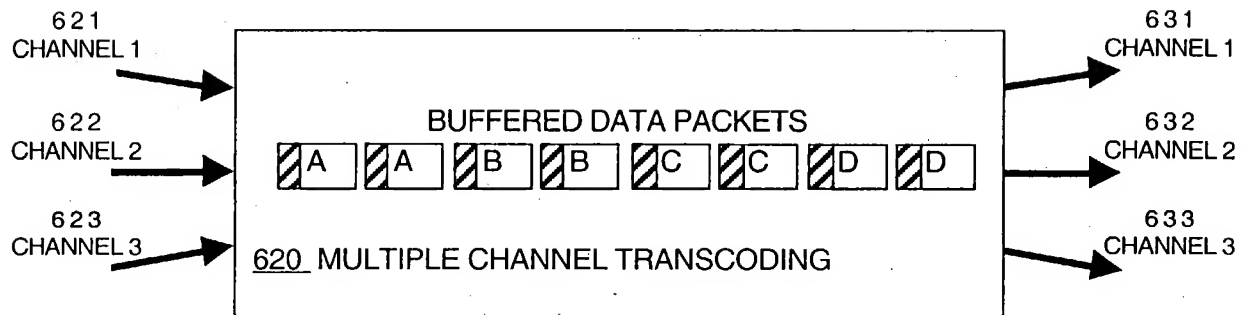 621
CHANNEL 1
622
CHANNEL 2
623
CHANNEL 3
BUFFERED DATA PACKETS
A A B B C C D D
620 MULTIPLE CHANNEL TRANSCODING
631
CHANNEL 1
632
CHANNEL 2
633
CHANNEL 3